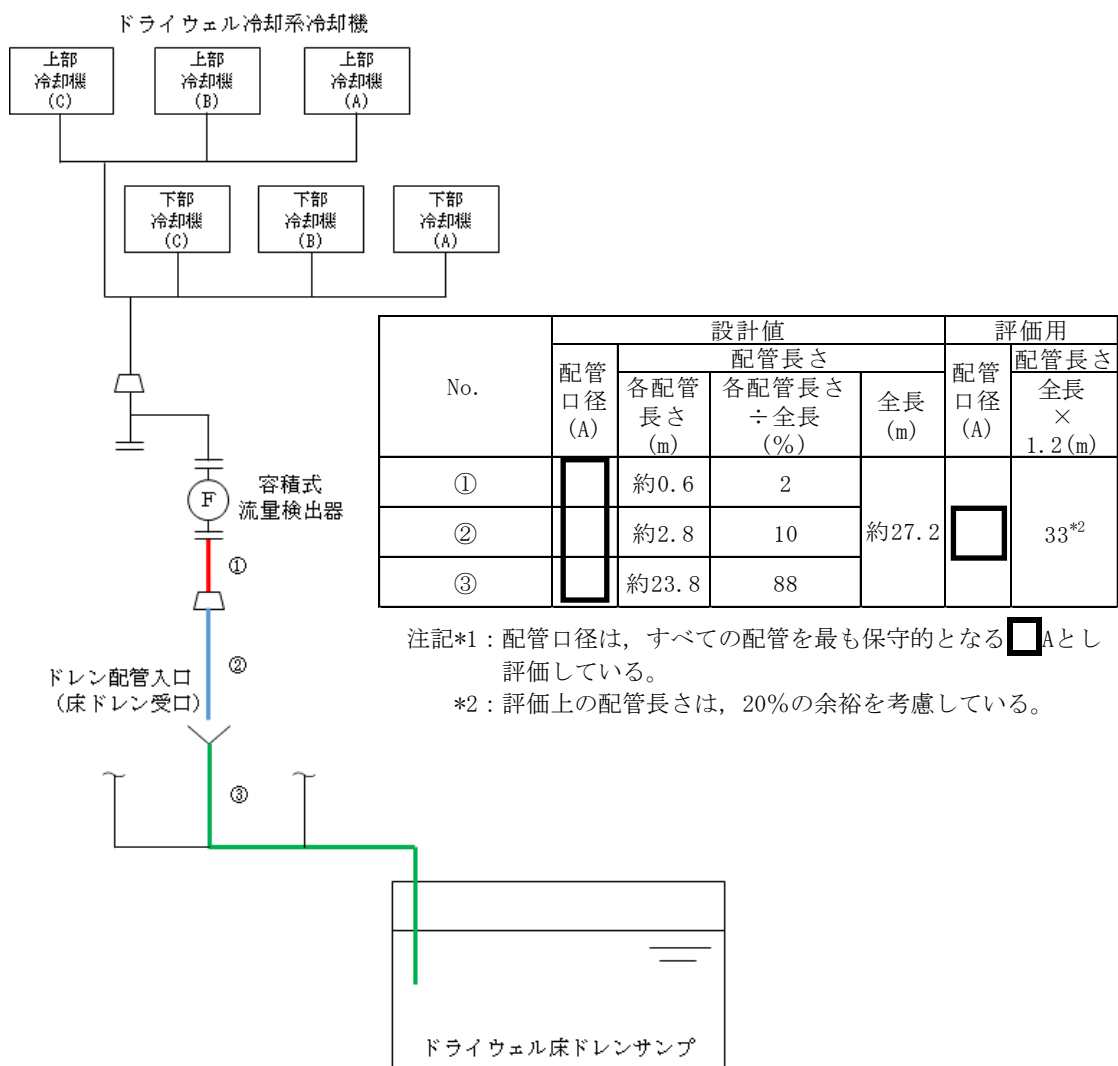 ドライウェル冷却系冷却機
上部
冷却機
(C)
上部
冷却機
(B)
上部
冷却機
(A)
下部
冷却機
(C)
下部
冷却機
(B)
下部
冷却機
(A)
F
容積式
流量検出器
①
②
ドレン配管入口
(床ドレン受口)
③
ドライウェル床ドレンサンプ
No.
設計値
評価用
配管
口径
(A)
配管長さ
各配管
長さ
(m)
各配管長さ
÷全長
(%)
全長
(m)
配管
口径
(A)
配管長さ
全長
×
1.2(m)
① 約0.6 2
② 約2.8 10 約27.2 33*2
③ 約23.8 88
注記*1：配管口径は，すべての配管を最も保守的となる Aとし
評価している。
*2：評価上の配管長さは，20％の余裕を考慮している。